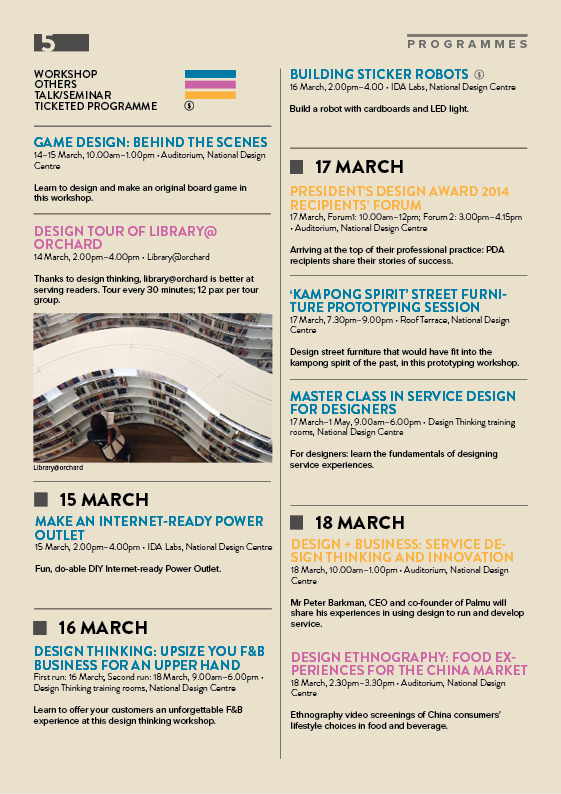 5
PROGRAMMES
WORKSHOP
OTHERS
TALK/SEMINAR
TICKETED PROGRAMME
$
GAME DESIGN: BEHIND THE SCENES
14–15 March, 10.00am–1.00pm • Auditorium, National Design
Centre
Learn to design and make an original board game in
this workshop.
DESIGN TOUR OF LIBRARY@
ORCHARD
14 March, 2.00pm–4.00pm • Library@orchard
Thanks to design thinking, library@orchard is better at
serving readers. Tour every 30 minutes; 12 pax per tour
group.
Library@orchard
15 MARCH
MAKE AN INTERNET-READY POWER
OUTLET
15 March, 2.00pm–4.00pm • IDA Labs, National Design Centre
Fun, do-able DIY Internet-ready Power Outlet.
16 MARCH
DESIGN THINKING: UPSIZE YOU F&B
BUSINESS FOR AN UPPER HAND
First run: 16 March; Second run: 18 March, 9.00am–6.00pm •
Design Thinking training rooms, National Design Centre
Learn to offer your customers an unforgettable F&B
experience at this design thinking workshop.
BUILDING STICKER ROBOTS $
16 March, 2.00pm–4.00 • IDA Labs, National Design Centre
Build a robot with cardboards and LED light.
17 MARCH
PRESIDENT'S DESIGN AWARD 2014
RECIPIENTS' FORUM
17 March, Forum1: 10.00am–12pm; Forum 2: 3.00pm–4.15pm
• Auditorium, National Design Centre
Arriving at the top of their professional practice: PDA
recipients share their stories of success.
'KAMPONG SPIRIT' STREET FURNI-
TURE PROTOTYPING SESSION
17 March, 7.30pm–9.00pm • Roof Terrace, National Design
Centre
Design street furniture that would have fit into the
kampong spirit of the past, in this prototyping workshop.
MASTER CLASS IN SERVICE DESIGN
FOR DESIGNERS
17 March–1 May, 9.00am–6.00pm • Design Thinking training
rooms, National Design Centre
For designers: learn the fundamentals of designing
service experiences.
18 MARCH
DESIGN + BUSINESS: SERVICE DE-
SIGN THINKING AND INNOVATION
18 March, 10.00am–1.00pm • Auditorium, National Design
Centre
Mr Peter Barkman, CEO and co-founder of Palmu will
share his experiences in using design to run and develop
service.
DESIGN ETHNOGRAPHY: FOOD EX-
PERIENCES FOR THE CHINA MARKET
18 March, 2.30pm–3.30pm • Auditorium, National Design
Centre
Ethnography video screenings of China consumers'
lifestyle choices in food and beverage.